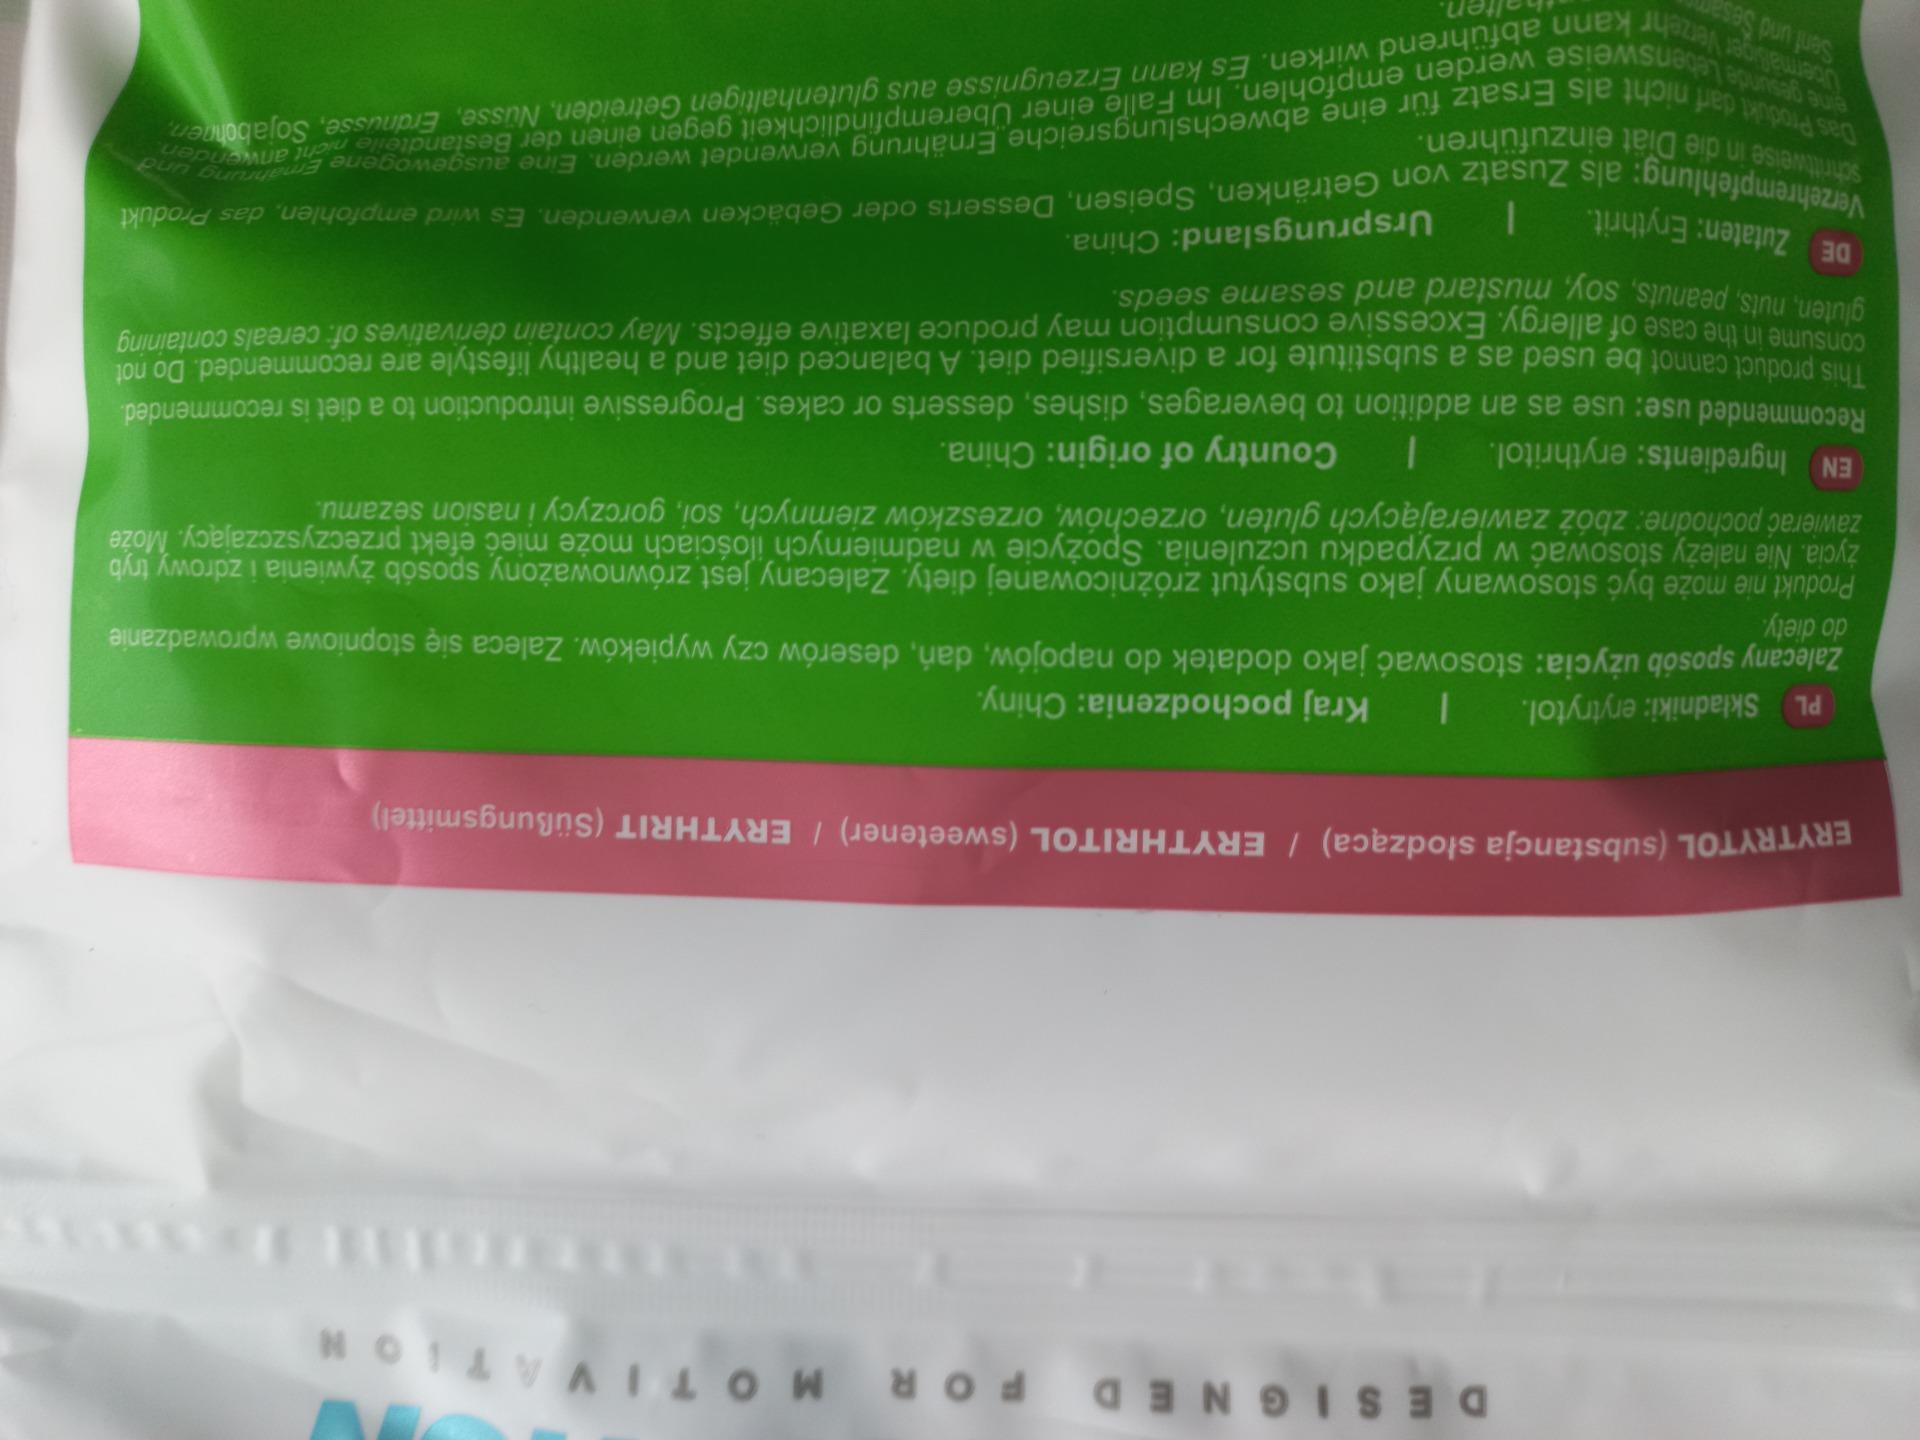 DESIGNED FOR MOTIVATION
ERYTRYTOL (substancja słodząca) / ERYTHRITOL (sweetener) / ERYTHRIT (Süßungsmittel)
PL Składniki: erytrytol. | Kraj pochodzenia: Chiny.
Zalecany sposób użycia: stosować jako dodatek do napojów, dań, deserów czy wypieków. Zaleca się stopniowe wprowadzanie
do diety.
Produkt nie może być stosowany jako substytut zróżnicowanej diety. Zalecany jest zrównoważony sposób żywienia i zdrowy tryb
życia. Nie należy stosować w przypadku uczulenia. Spożycie w nadmiernych ilościach może mieć efekt przeczyszczający. Może
zawierać pochodne: zbóż zawierających gluten, orzechów, orzeszków ziemnych, soi, gorczycy i nasion sezamu.
EN Ingredients: erythritol. | Country of origin: China.
Recommended use: use as an addition to beverages, dishes, desserts or cakes. Progressive introduction to a diet is recommended.
This product cannot be used as a substitute for a diversified diet. A balanced diet and a healthy lifestyle are recommended. Do not
consume in the case of allergy. Excessive consumption may produce laxative effects. May contain derivatives of: cereals containing
gluten, nuts, peanuts, soy, mustard and sesame seeds.
DE Zutaten: Erythrit. | Ursprungsland: China.
Verzehrempfehlung: als Zusatz von Getränken, Speisen, Desserts oder Gebäcken verwenden. Es wird empfohlen, das Produkt
schrittweise in die Diät einzuführen.
Das Produkt darf nicht als Ersatz für eine abwechslungsreiche Ernährung verwendet werden. Eine ausgewogene Ernährung und
eine gesunde Lebensweise werden empfohlen. Im Falle einer Überempfindlichkeit gegen einen der Bestandteile nicht anwenden.
Übermäßiger Verzehr kann abführend wirken. Es kann Erzeugnisse aus glutenhaltigen Getreiden, Nüsse, Erdnüsse, Sojabohnen,
Senf und